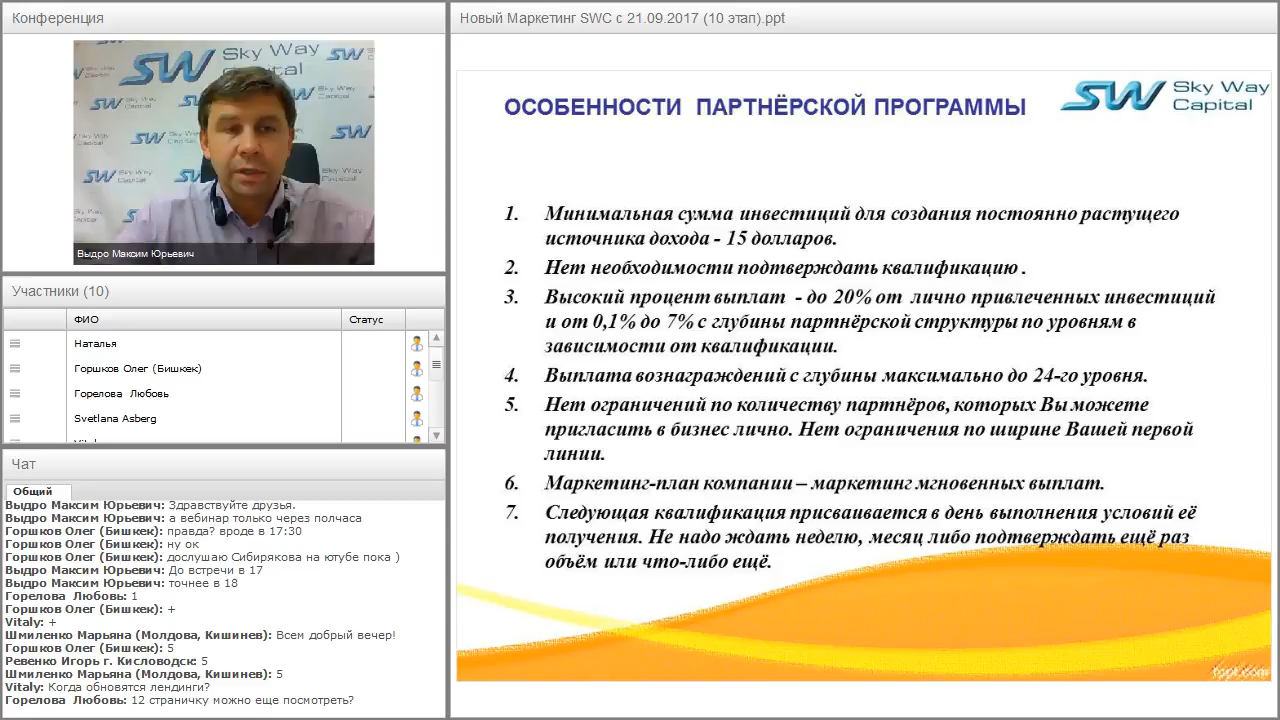 Конференция
Sky Way
Capital
SW
Выдро Максим Юрьевич
Участники (10)
ФИО
Статус
Наталья
Горшков Олег (Бишкек)
Горелова Любовь
Svetlana Asberg
Чат
Общий
Выдро Максим Юрьевич: Здравствуйте друзья.
Выдро Максим Юрьевич: а вебинар только через полчаса
Горшков Олег (Бишкек): правда? вроде в 17:30
Горшков Олег (Бишкек): ну ок
Горшков Олег (Бишкек): дослушаю Сибирякова на ютубе пока )
Выдро Максим Юрьевич: До встречи в 17
Выдро Максим Юрьевич: точнее в 18
Горелова Любовь: 1
Горшков Олег (Бишкек): +
Vitaly: +
Шмиленко Марьяна (Молдова, Кишинев): Всем добрый вечер!
Горшков Олег (Бишкек): 5
Ревенко Игорь г. Кисловодск: 5
Шмиленко Марьяна (Молдова, Кишинев): 5
Vitaly: Когда обновятся лендинги?
Горелова Любовь: 12 страничку можно еще посмотреть?
Новый Маркетинг SWC с 21.09.2017 (10 этап).ppt
ОСОБЕННОСТИ ПАРТНЁРСКОЙ ПРОГРАММЫ
SW Sky Way
Capital
1. Минимальная сумма инвестиций для создания постоянно растущего
источника дохода - 15 долларов.
2. Нет необходимости подтверждать квалификацию .
3. Высокий процент выплат - до 20% от лично привлеченных инвестиций
и от 0,1% до 7% с глубины партнёрской структуры по уровням в
зависимости от квалификации.
4. Выплата вознаграждений с глубины максимально до 24-го уровня.
5. Нет ограничений по количеству партнёров, которых Вы можете
пригласить в бизнес лично. Нет ограничения по ширине Вашей первой
линии.
6. Маркетинг-план компании – маркетинг мгновенных выплат.
7. Следующая квалификация присваивается в день выполнения условий её
получения. Не надо ждать неделю, месяц либо подтверждать ещё раз
объём или что-либо ещё.
fppt.com